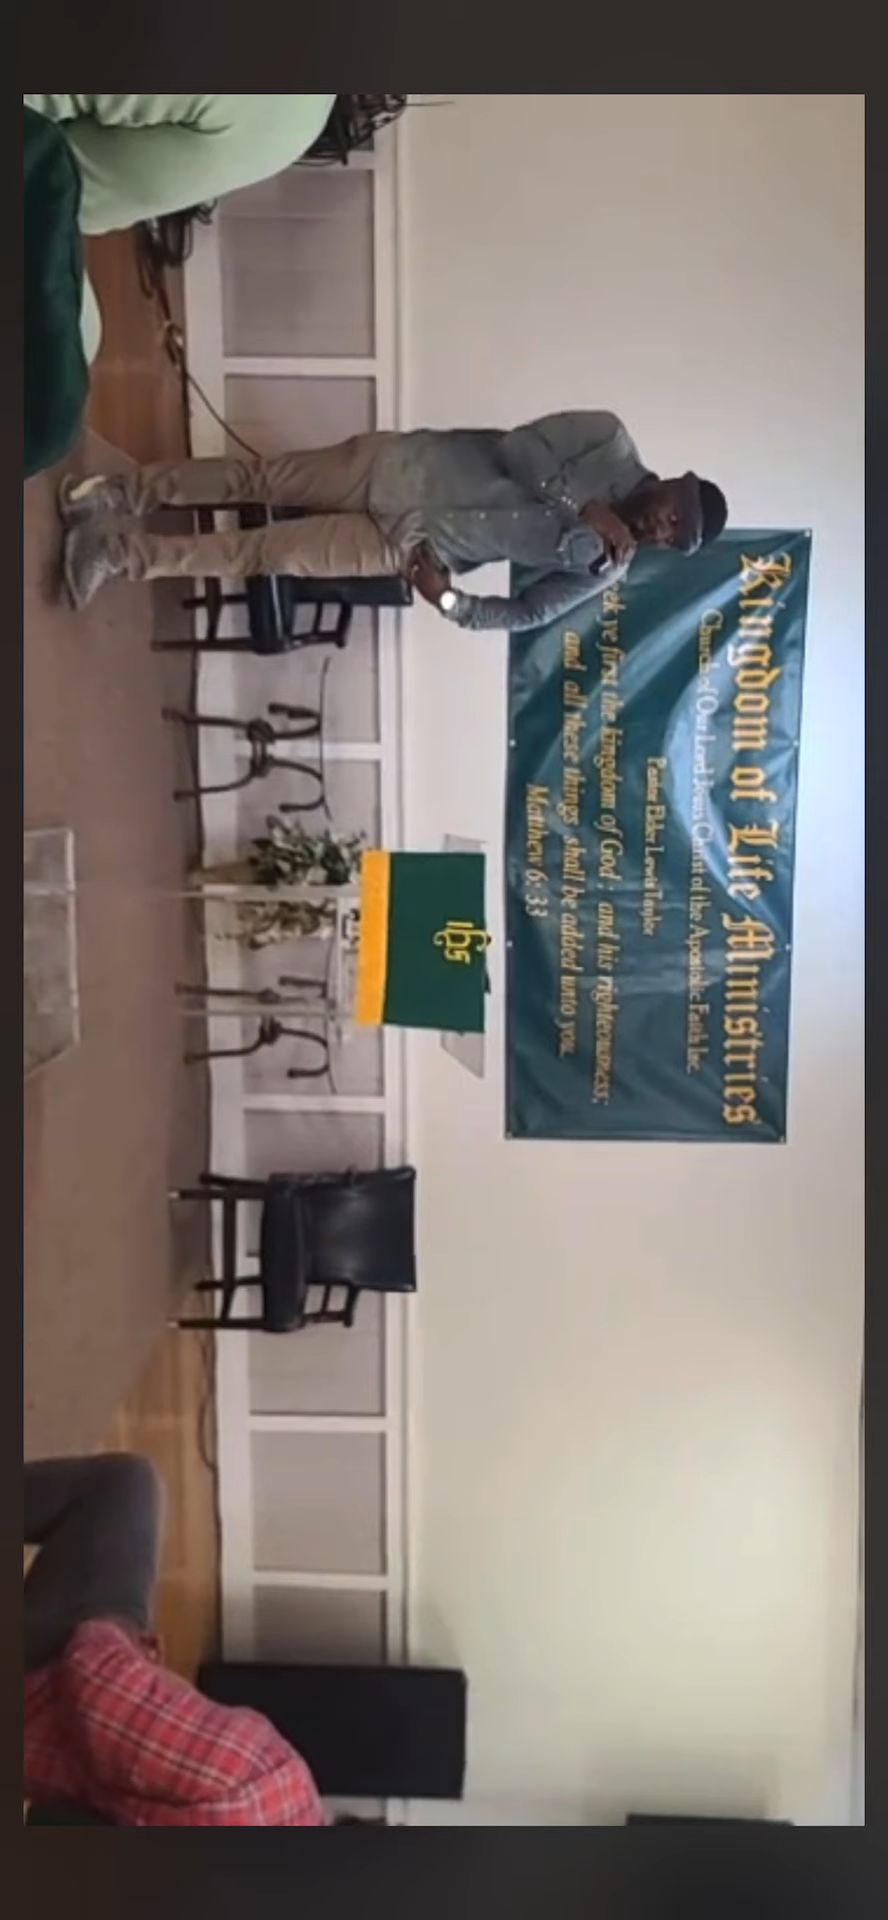 Kingdom of Life Ministries
Church of Our Lord Jesus Christ of the Apostolic Faith Inc.
Pastor Elder Lewis Taylor
ek ye first the kingdom of God ; and his righteousness;
and all these things shall be added unto you.
Matthew 6: 33
ihs